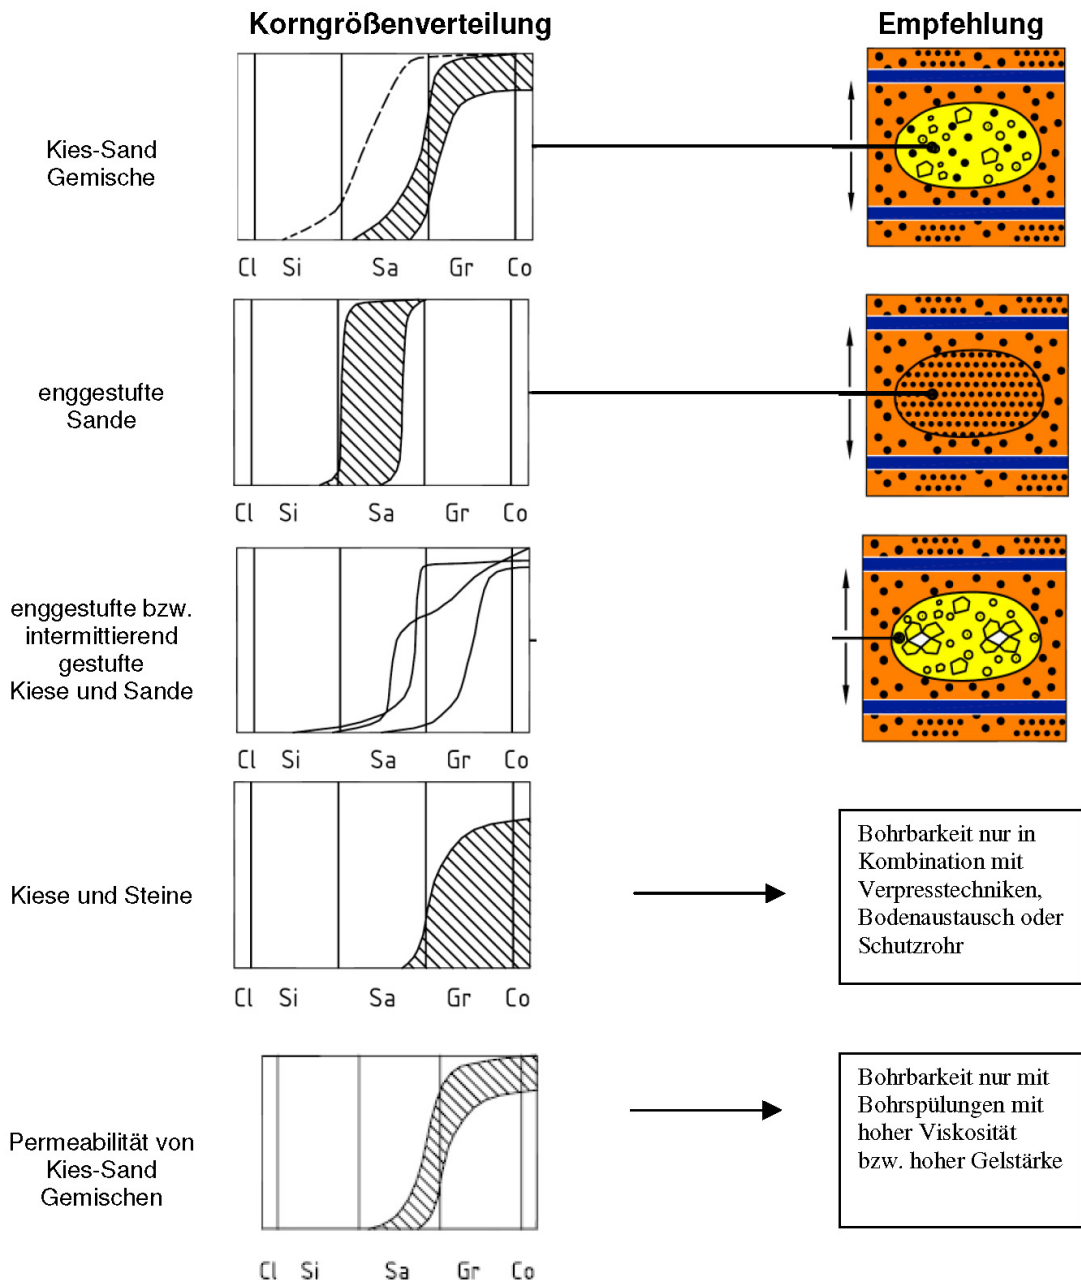 Korngrößenverteilung
Empfehlung
Kies-Sand
Gemische
Cl Si Sa Gr Co
enggestufte
Sande
Cl Si Sa Gr Co
enggestufte bzw.
intermittierend
gestufte
Kiese und Sande
Cl Si Sa Gr Co
Kiese und Steine
Cl Si Sa Gr Co
Bohrbarkeit nur in
Kombination mit
Verpresstechniken,
Bodenaustausch oder
Schutzrohr
Permeabilität von
Kies-Sand
Gemischen
Cl Si Sa Gr Co
Bohrbarkeit nur mit
Bohrspülungen mit
hoher Viskosität
bzw. hoher Gelstärke